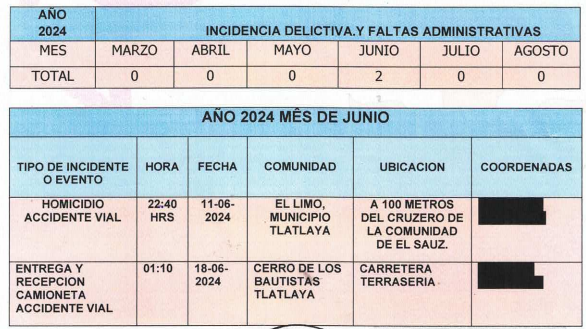 AÑO
2024 INCIDENCIA DELICTIVA.Y FALTAS ADMINISTRATIVAS
MES MARZO ABRIL MAYO JUNIO JULIO AGOSTO
TOTAL 0 0 0 2 0 0
AÑO 2024 MÊS DE JUNIO
TIPO DE INCIDENTE
O EVENTO
HORA
FECHA
COMUNIDAD
UBICACION
COORDENADAS
HOMICIDIO
ACCIDENTE VIAL
22:40
HRS
11-06-
2024
EL LIMO,
MUNICIPIO
TLATLAYA
A 100 METROS
DEL CRUZERO DE
LA COMUNIDAD
DE EL SAUZ.
ENTREGA Y
RECEPCION
CAMIONETA
ACCIDENTE VIAL
01:10
18-06-
2024
CERRO DE LOS
BAUTISTAS
TLATLAYA
CARRETERA
TERRASERIA